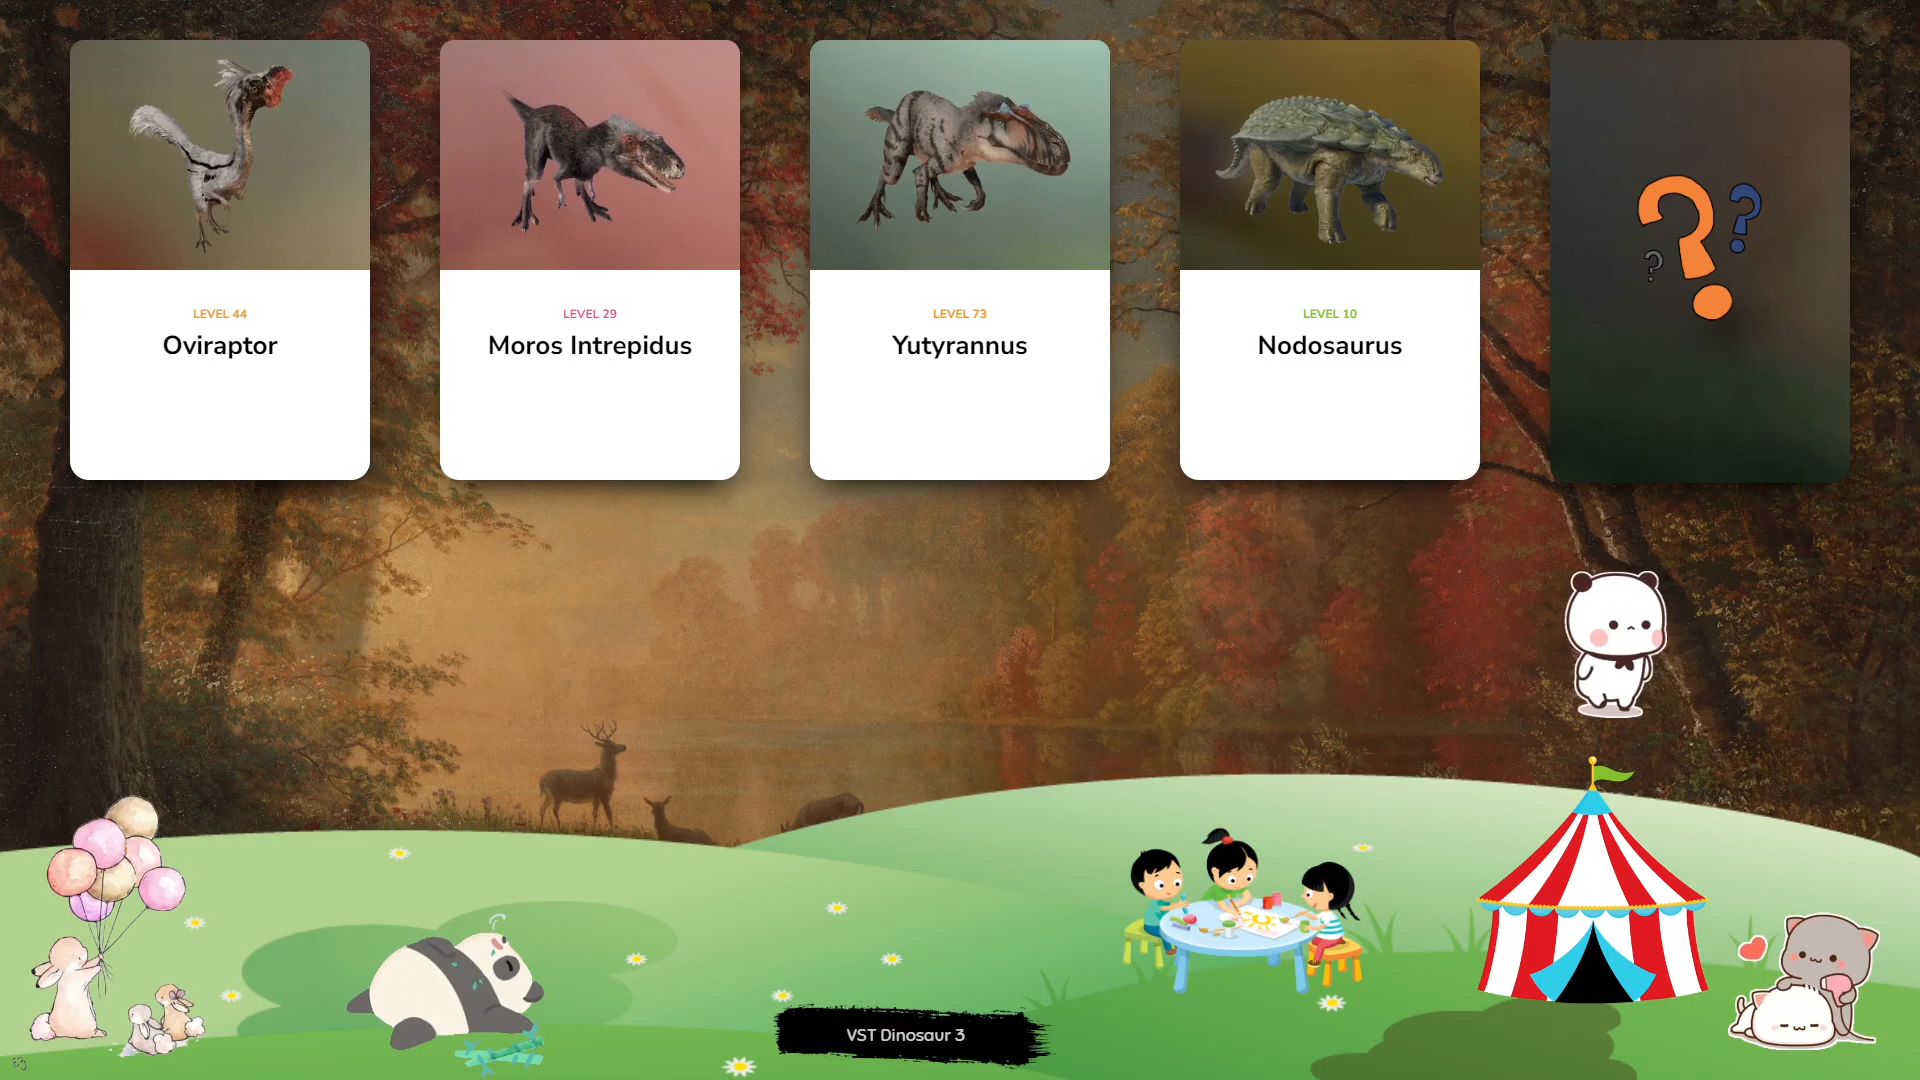 LEVEL 44
Oviraptor
LEVEL 29
Moros Intrepidus
LEVEL 73
Yutyrannus
LEVEL 10
Nodosaurus
???
VST Dinosaur 3